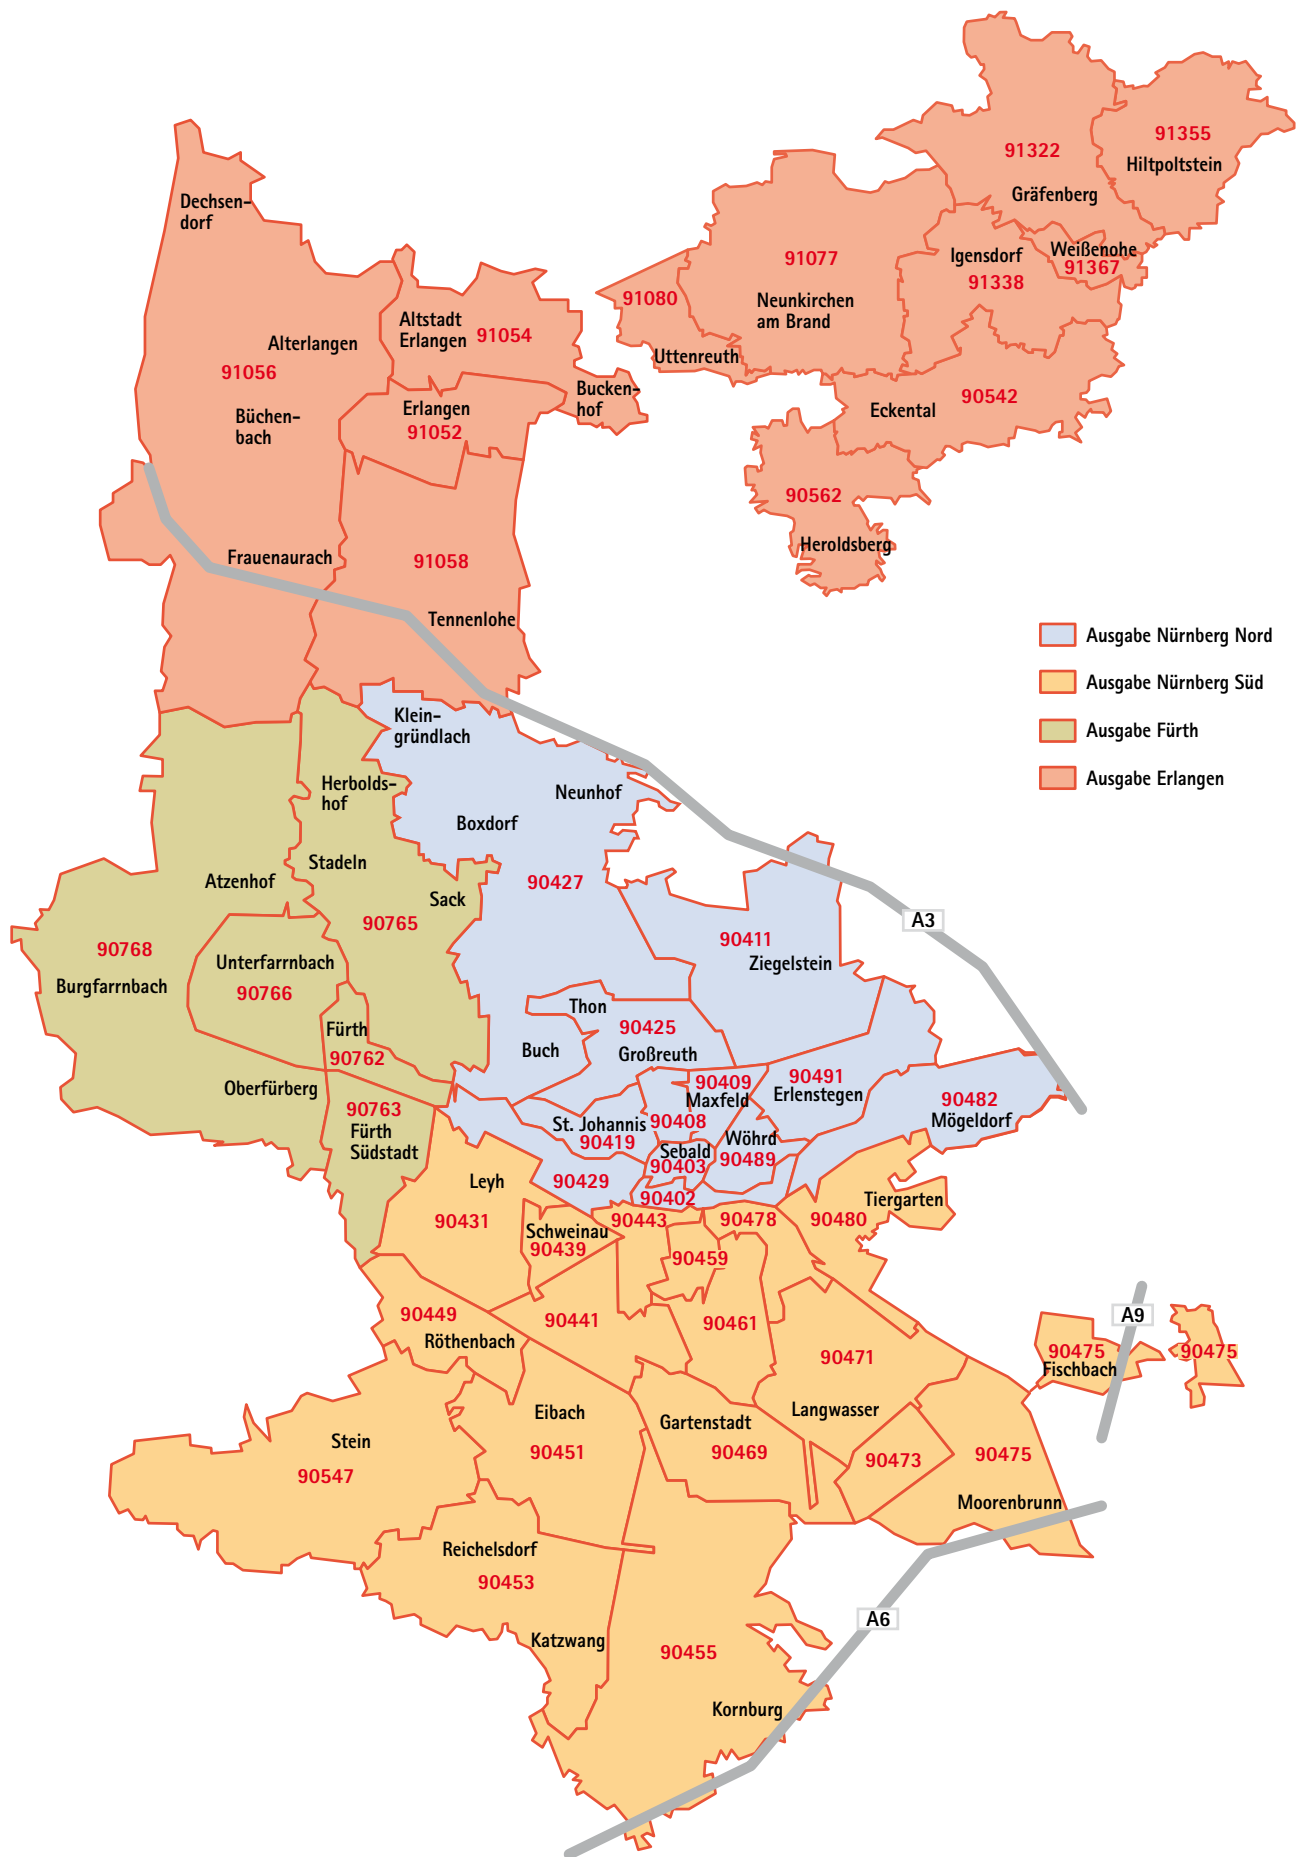 91322
Gräfenberg
91355
Hiltpoltstein
Dechsen-
dorf
91077
Neunkirchen
am Brand
Igensdorf
91338
Weißenohe
91367
91080
Uttenreuth
Altstadt
Erlangen
91054
Alterlangen
91056
Büchen-
bach
Erlangen
91052
Bucken-
hof
90542
Eckental
90562
Heroldsberg
Frauenaurach
91058
Tennenlohe
Ausgabe Nürnberg Nord
Ausgabe Nürnberg Süd
Ausgabe Fürth
Ausgabe Erlangen
Klein-
gründlach
Herbolds-
hof
Neunhof
Boxdorf
Stadeln
Atzenhof
Sack
90427
90765
A3
90411
Ziegelstein
90768
Burgfarrnbach
Unterfarrnbach
90766
Thon
90425
Großreuth
Buch
Fürth
90762
Oberfürberg
90763
Fürth
Südstadt
90409
Maxfeld
90408
90491
Erlenstegen
90482
Mögeldorf
St. Johannis
90419
Sebald
90403
Wöhrd
90489
90429
90402
Leyh
90431
Schweinau
90439
90443
90478
90459
90480
Tiergarten
90449
Röthenbach
90441
90461
90471
Langwasser
A9
90475
Fischbach
90475
Stein
90547
Eibach
90451
Gartenstadt
90469
90473
90475
Moorenbrunn
Reichelsdorf
90453
Katzwang
90455
Kornburg
A6